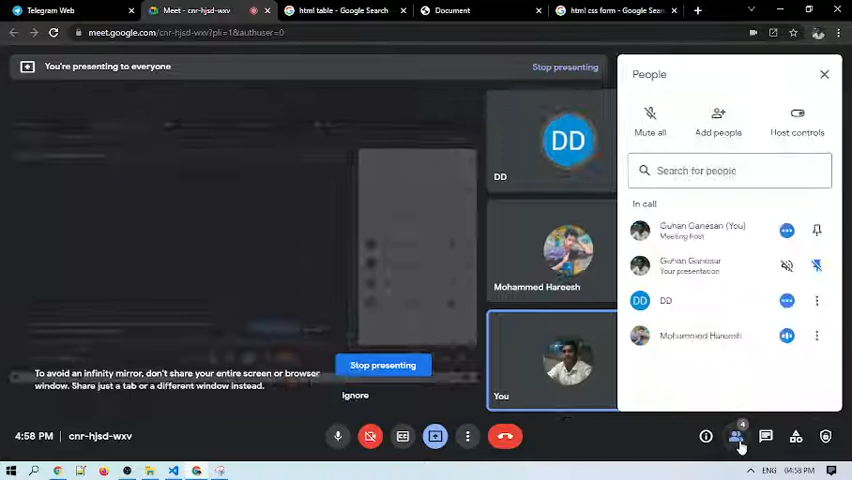 Telegram Web
Meet - cnr-hjsd-wxv
html table - Google Search
Document
html css form - Google Search
meet.google.com/cnr-hjsd-wxv?pli=1&authuser=0
You're presenting to everyone
Stop presenting
People
Mute all
Add people
Host controls
Search for people
In call
Guhan Ganesan (You)
Meeting host
Guhan Ganesan
Your presentation
DD
Mohammed Hareesh
DD
DD
Mohammed Hareesh
You
To avoid an infinity mirror, don't share your entire screen or browser
window. Share just a tab or a different window instead.
Stop presenting
Ignore
4:58 PM | cnr-hjsd-wxv
4
ENG 04:58 PM